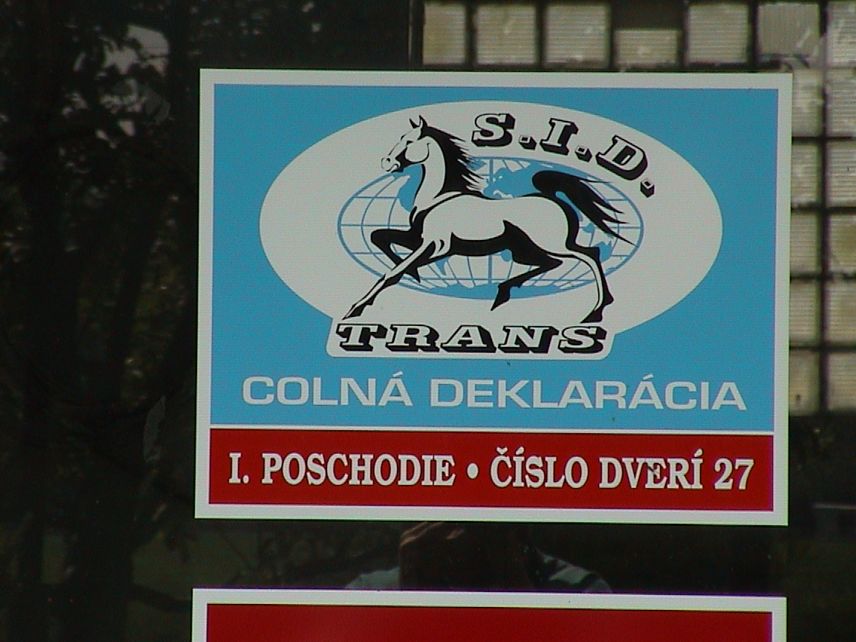 S.I.D.
TRANS
COLNÁ DEKLARÁCIA
I. POSCHODIE • ČÍSLO DVERÍ 27